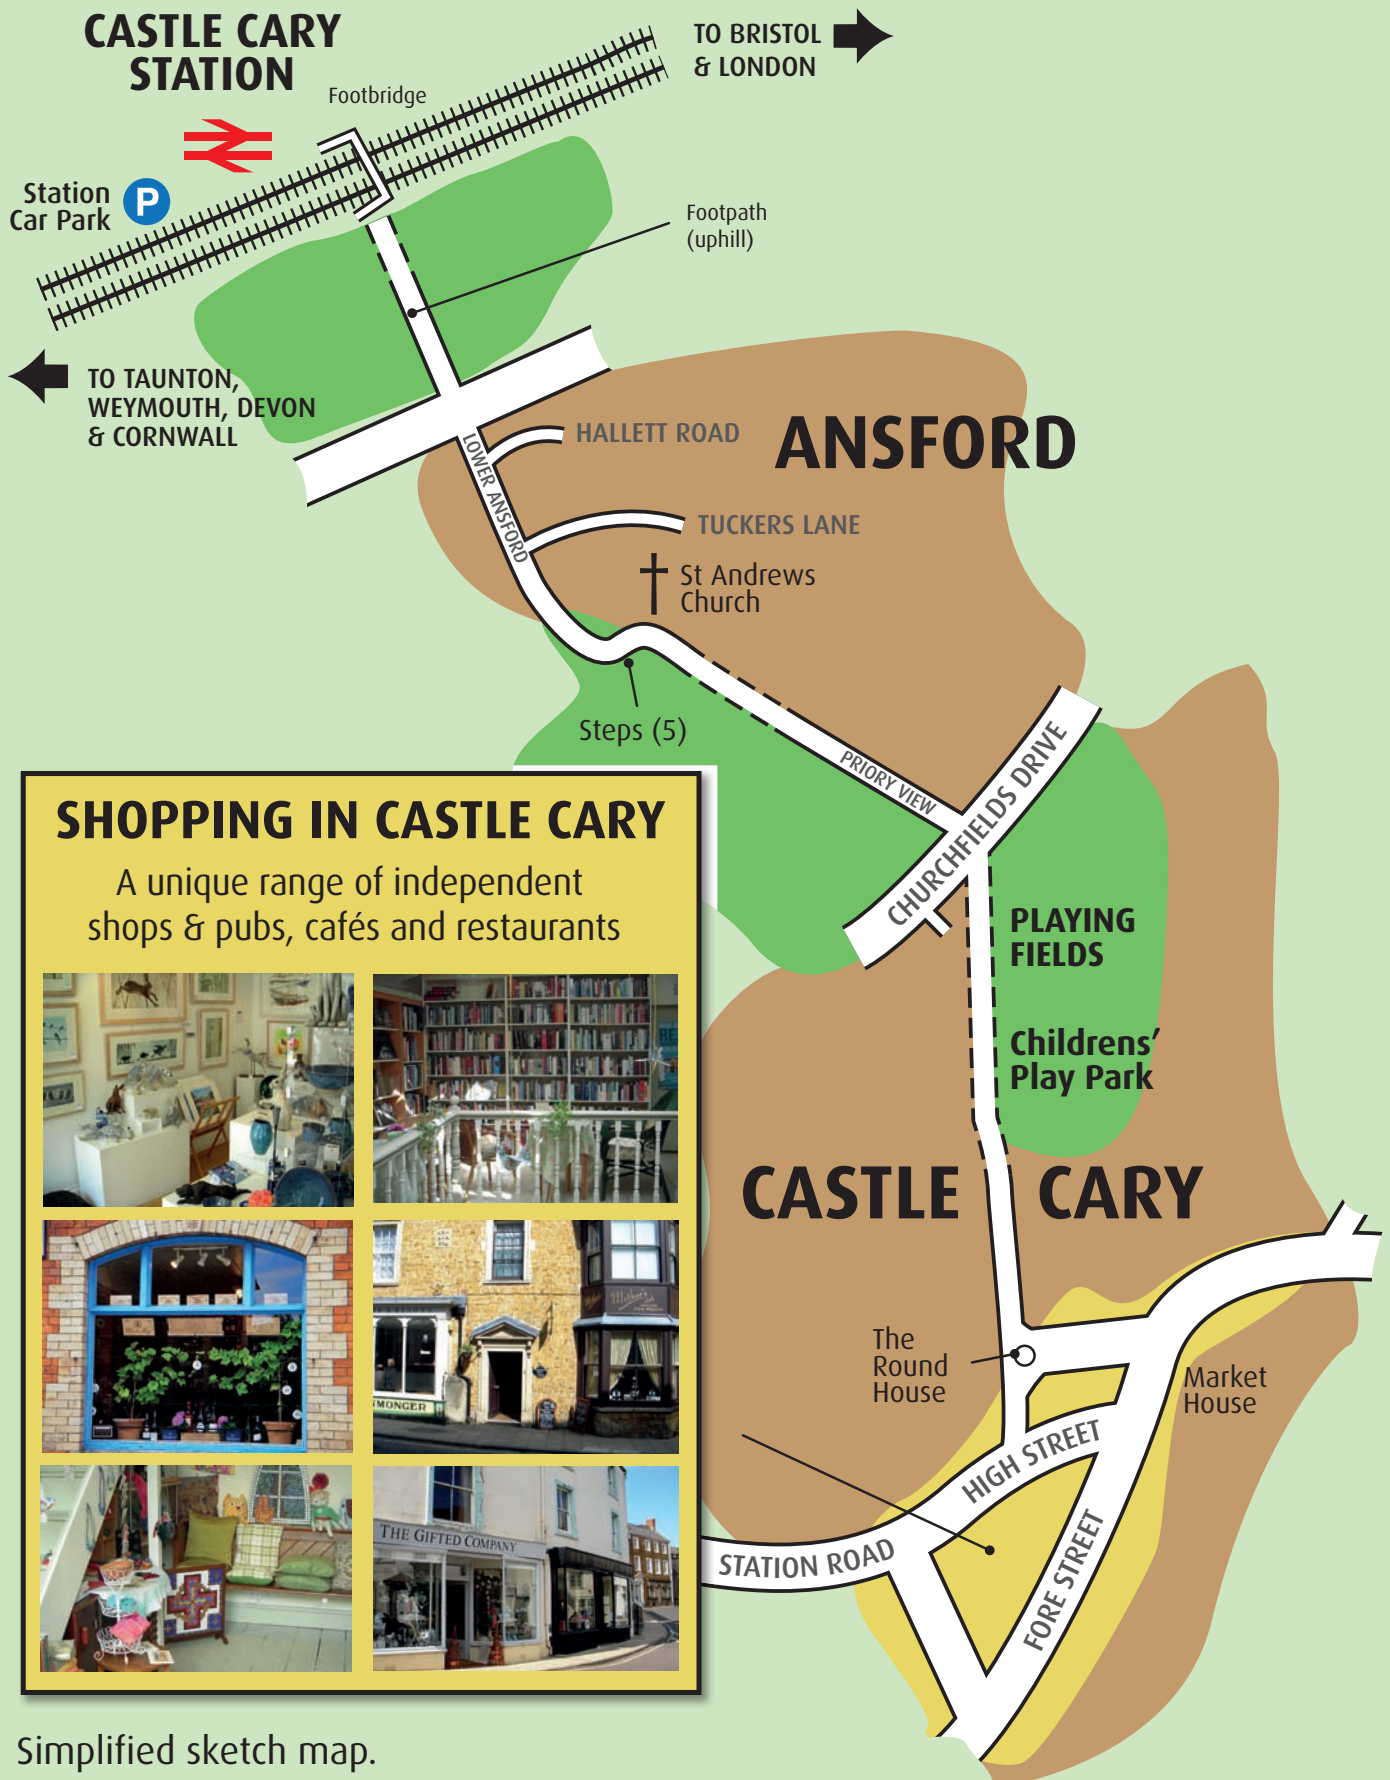 CASTLE CARY
STATION
Footbridge
TO BRISTOL
& LONDON
Station
Car Park
P
Footpath
(uphill)
TO TAUNTON,
WEYMOUTH, DEVON
& CORNWALL
LOWER ANSFORD
HALLETT ROAD
ANSFORD
TUCKERS LANE
St Andrews
Church
Steps (5)
PRIORY VIEW
CHURCHFIELDS DRIVE
PLAYING
FIELDS
Childrens'
Play Park
CASTLE CARY
The
Round
House
Market
House
HIGH STREET
STATION ROAD
FORE STREET
SHOPPING IN CASTLE CARY
A unique range of independent
shops & pubs, cafés and restaurants
NMONGER
THE GIFTED COMPANY
Simplified sketch map.